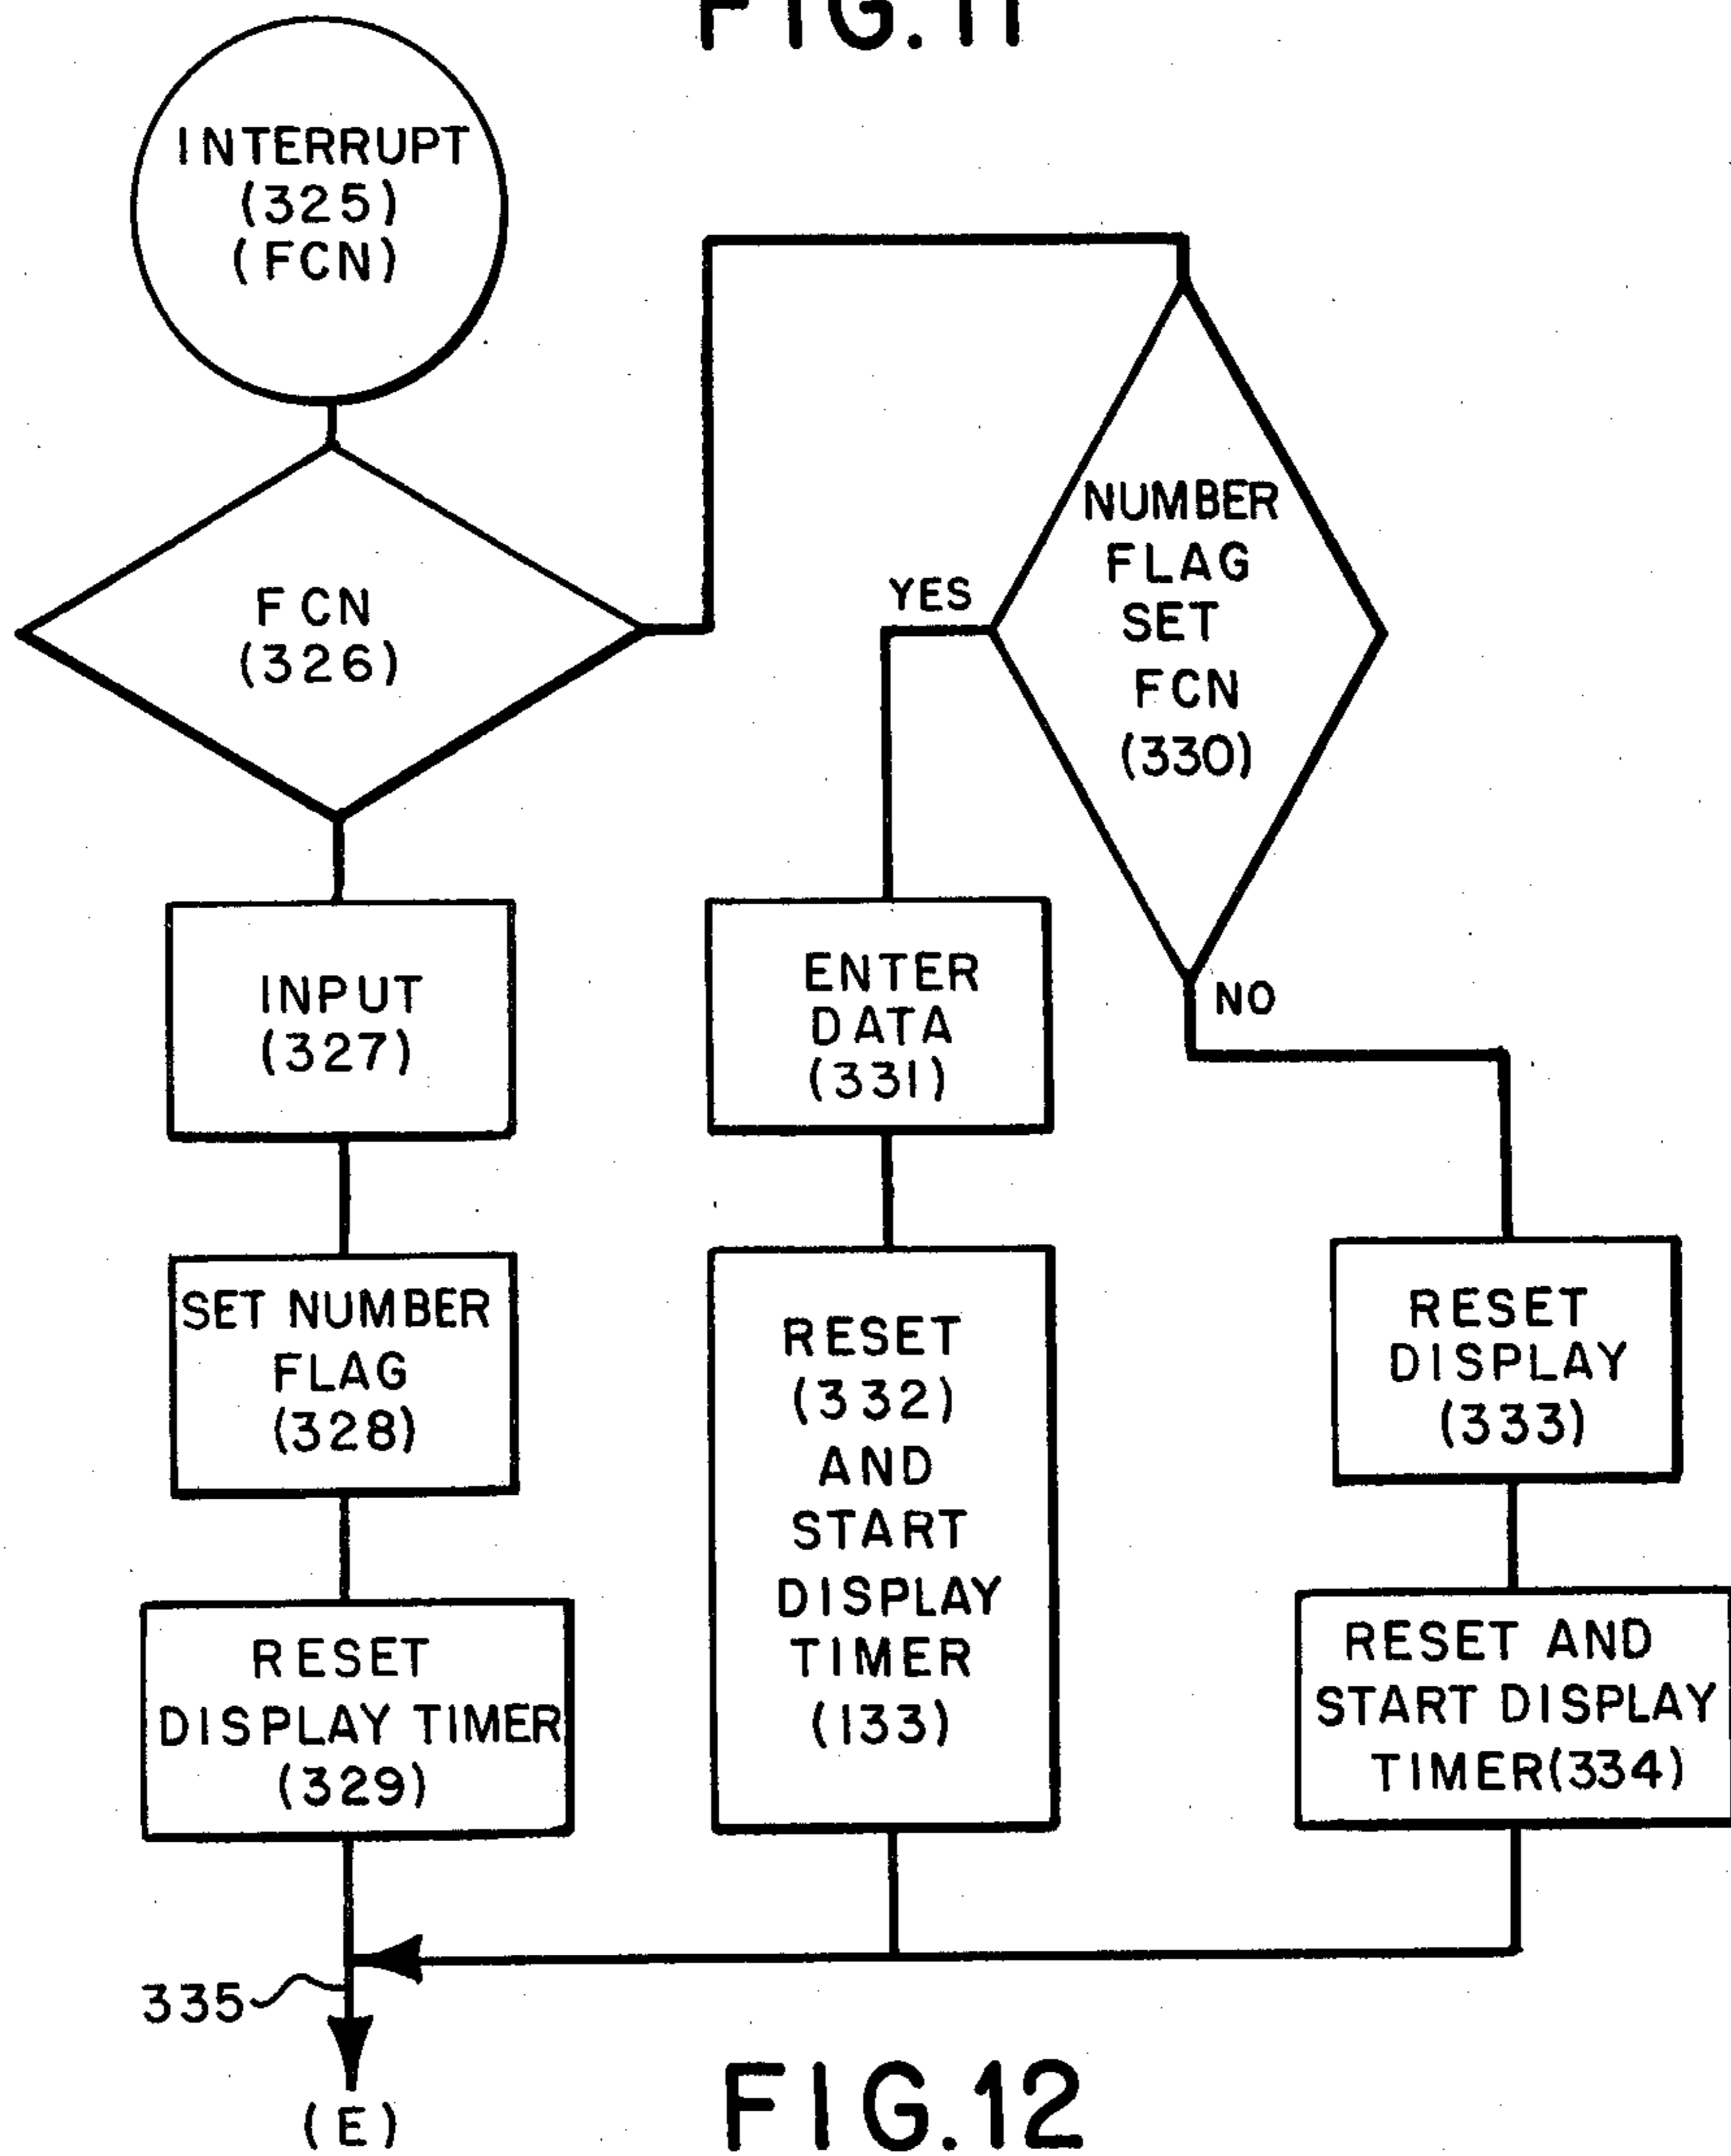 FIG.11
INTERRUPT
(325)
(FCN)
FCN
(326)
INPUT
(327)
SET NUMBER
FLAG
(328)
RESET
DISPLAY TIMER
(329)
NUMBER
FLAG
SET
FCN
(330)
YES
NO
ENTER
DATA
(331)
RESET
(332)
AND
START
DISPLAY
TIMER
(133)
RESET
DISPLAY
(333)
RESET AND
START DISPLAY
TIMER(334)
335
(E)
FIG.12